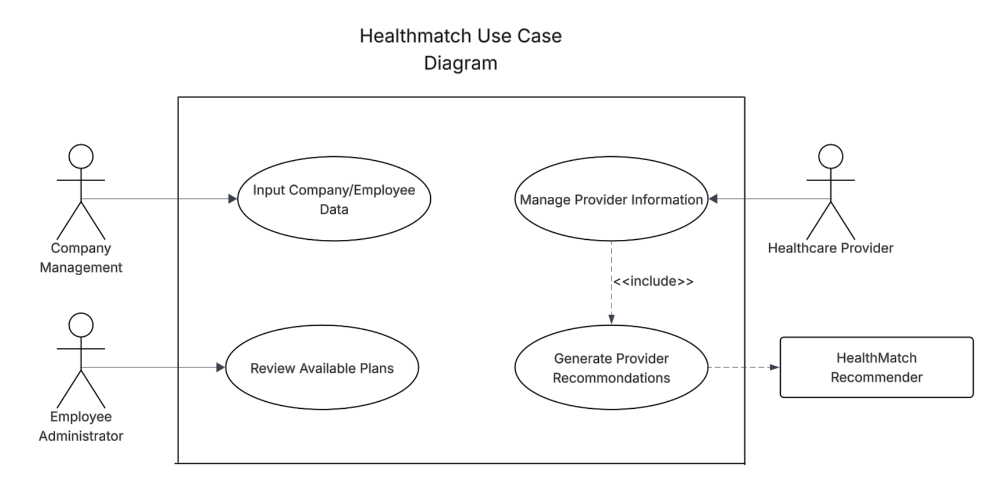 Healthmatch Use Case
Diagram
Input Company/Employee
Data
Manage Provider Information
Company
Management
Healthcare Provider
<<include>>
Review Available Plans
Generate Provider
Recommondations
HealthMatch
Recommender
Employee
Administrator